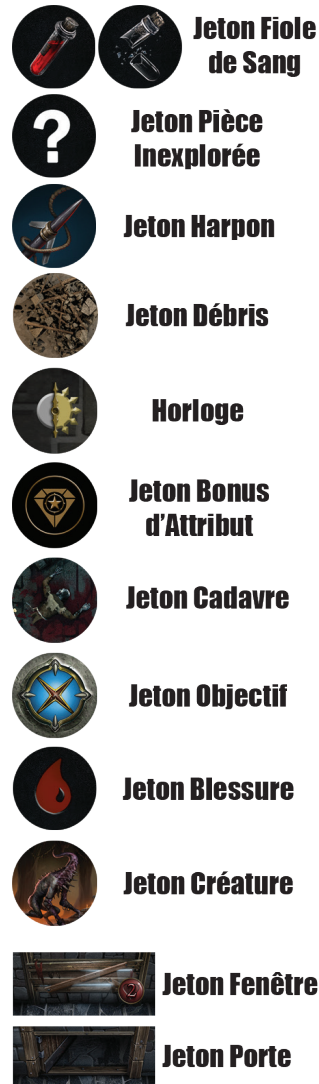 Jeton Fiole
de Sang
?
Jeton Pièce
Inexplorée
Jeton Harpon
Jeton Débris
Horloge
Jeton Bonus
d'Attribut
Jeton Cadavre
Jeton Objectif
Jeton Blessure
Jeton Créature
2
Jeton Fenêtre
Jeton Porte